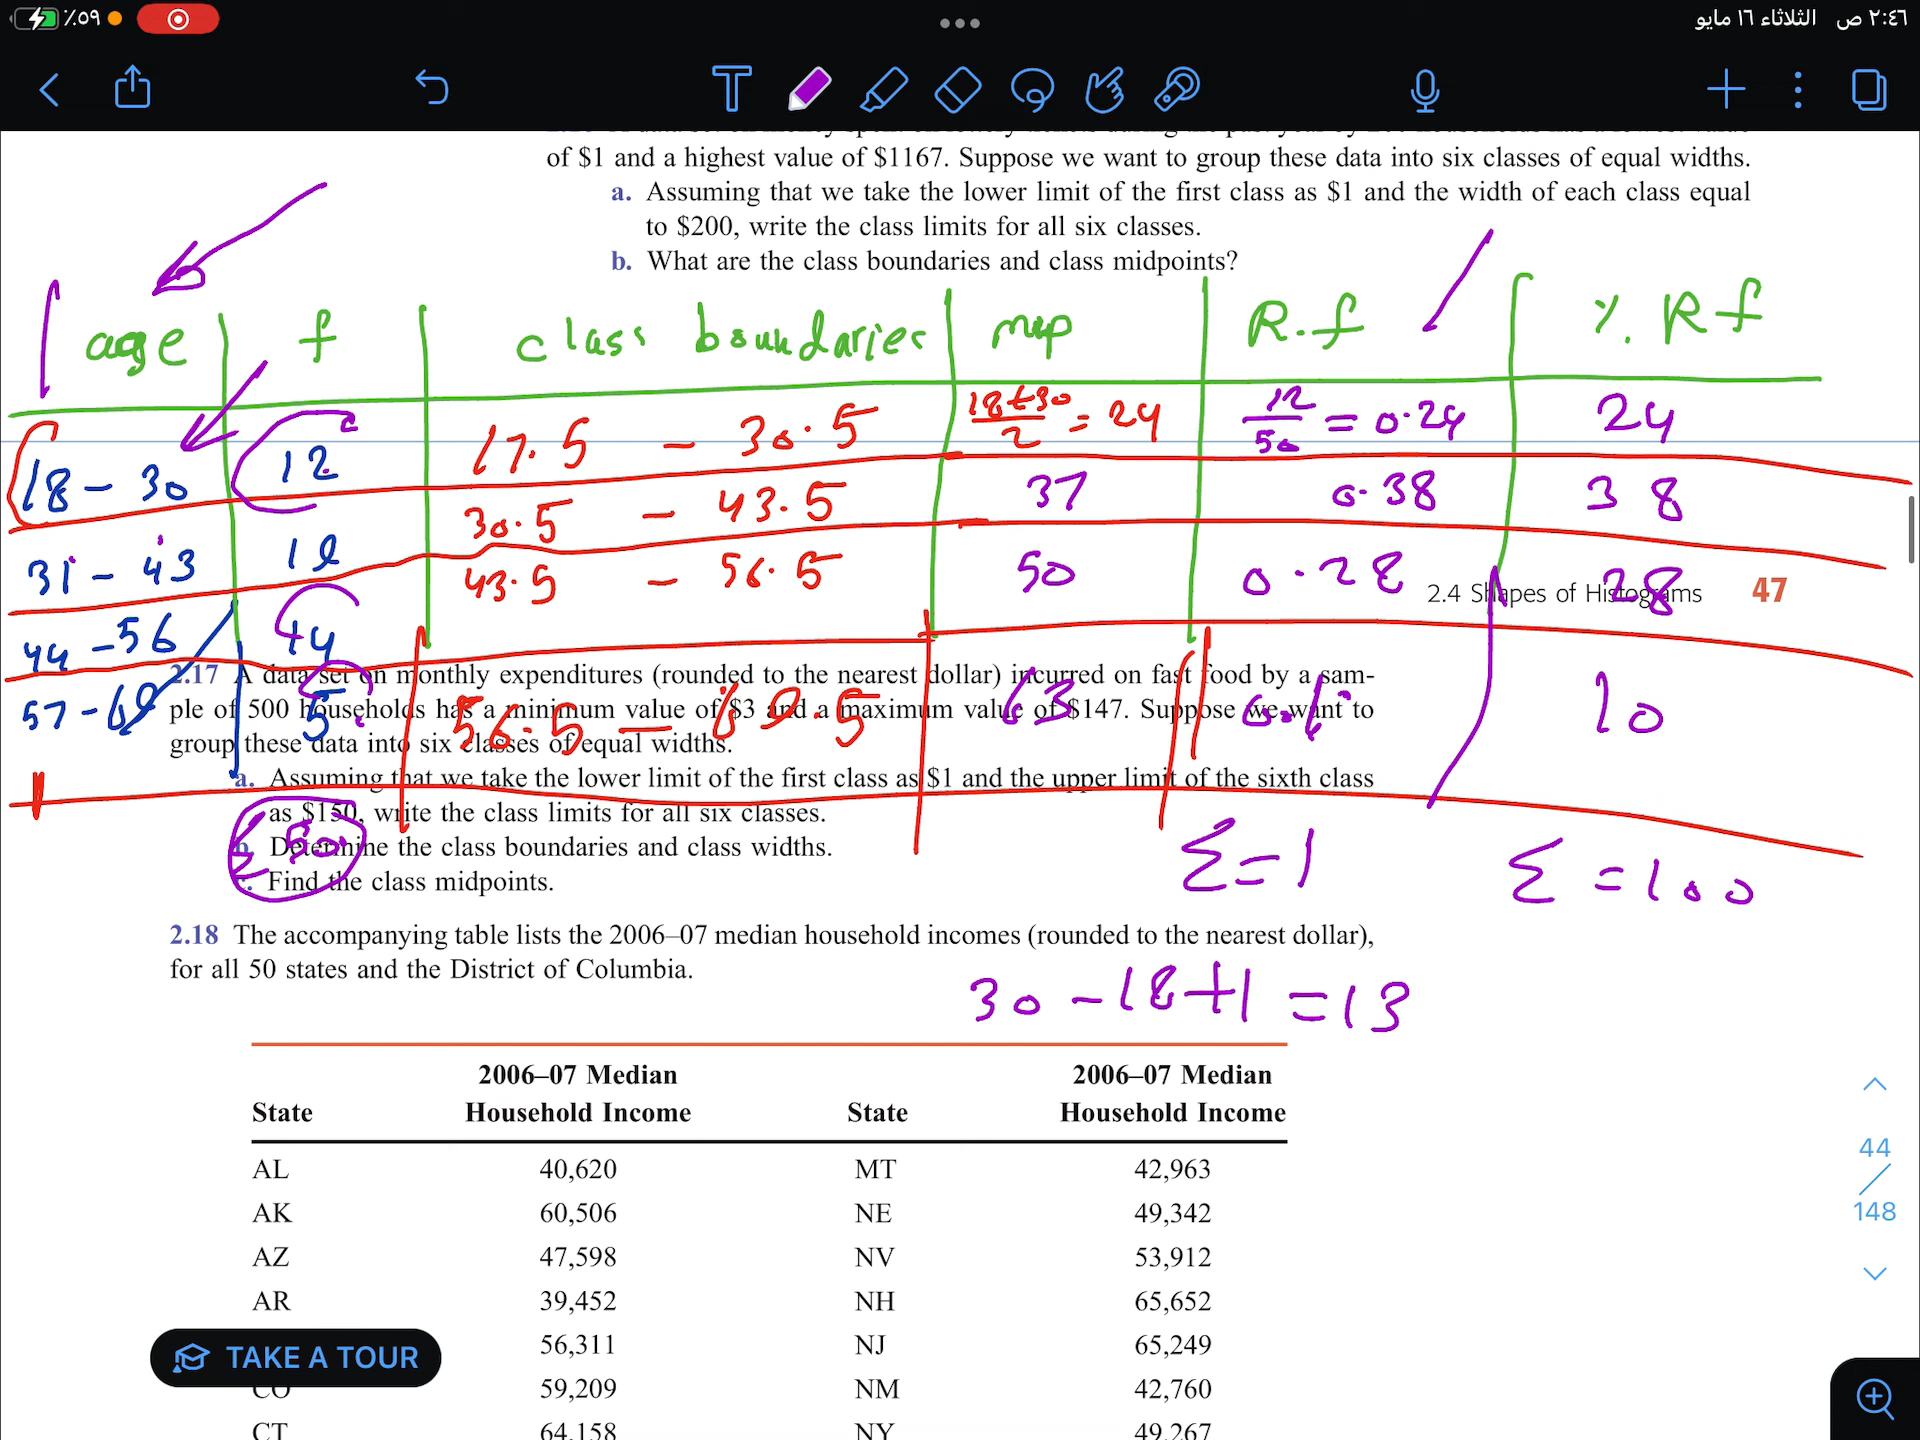 ٪٥٩
٢:٤٦ ص الثلاثاء ١٦ مايو
of $1 and a highest value of $1167. Suppose we want to group these data into six classes of equal widths.
a. Assuming that we take the lower limit of the first class as $1 and the width of each class equal
to $200, write the class limits for all six classes.
b. What are the class boundaries and class midpoints?
age f class boundaries R.f %. Rf
18 - 30 12 17.5 - 30.5 18+30/2 = 24 12/50 = 0.24 24
31 - 43 19 30.5 - 43.5 37 0.38 38
44 - 56 14 43.5 - 56.5 50 0.28 28
2.4 Shapes of Histograms 47
57 - 69 5 56.5 - 69.5 63 0.1 10
2.17 A data set on monthly expenditures (rounded to the nearest dollar) incurred on fast food by a sam-
ple of 500 households has a minimum value of $3 and a maximum value of $147. Suppose we want to
group these data into six classes of equal widths.
a. Assuming that we take the lower limit of the first class as $1 and the upper limit of the sixth class
as $150, write the class limits for all six classes.
b. Determine the class boundaries and class widths.
c. Find the class midpoints.
50
Σ=1
Σ =100
2.18 The accompanying table lists the 2006–07 median household incomes (rounded to the nearest dollar),
for all 50 states and the District of Columbia.
30 - 18 + 1 = 13
2006–07 Median 2006–07 Median
State Household Income State Household Income
AL 40,620 MT 42,963
AK 60,506 NE 49,342
AZ 47,598 NV 53,912
AR 39,452 NH 65,652
56,311 NJ 65,249
CO 59,209 NM 42,760
CT 64,158 NY 49,267
TAKE A TOUR
44
148